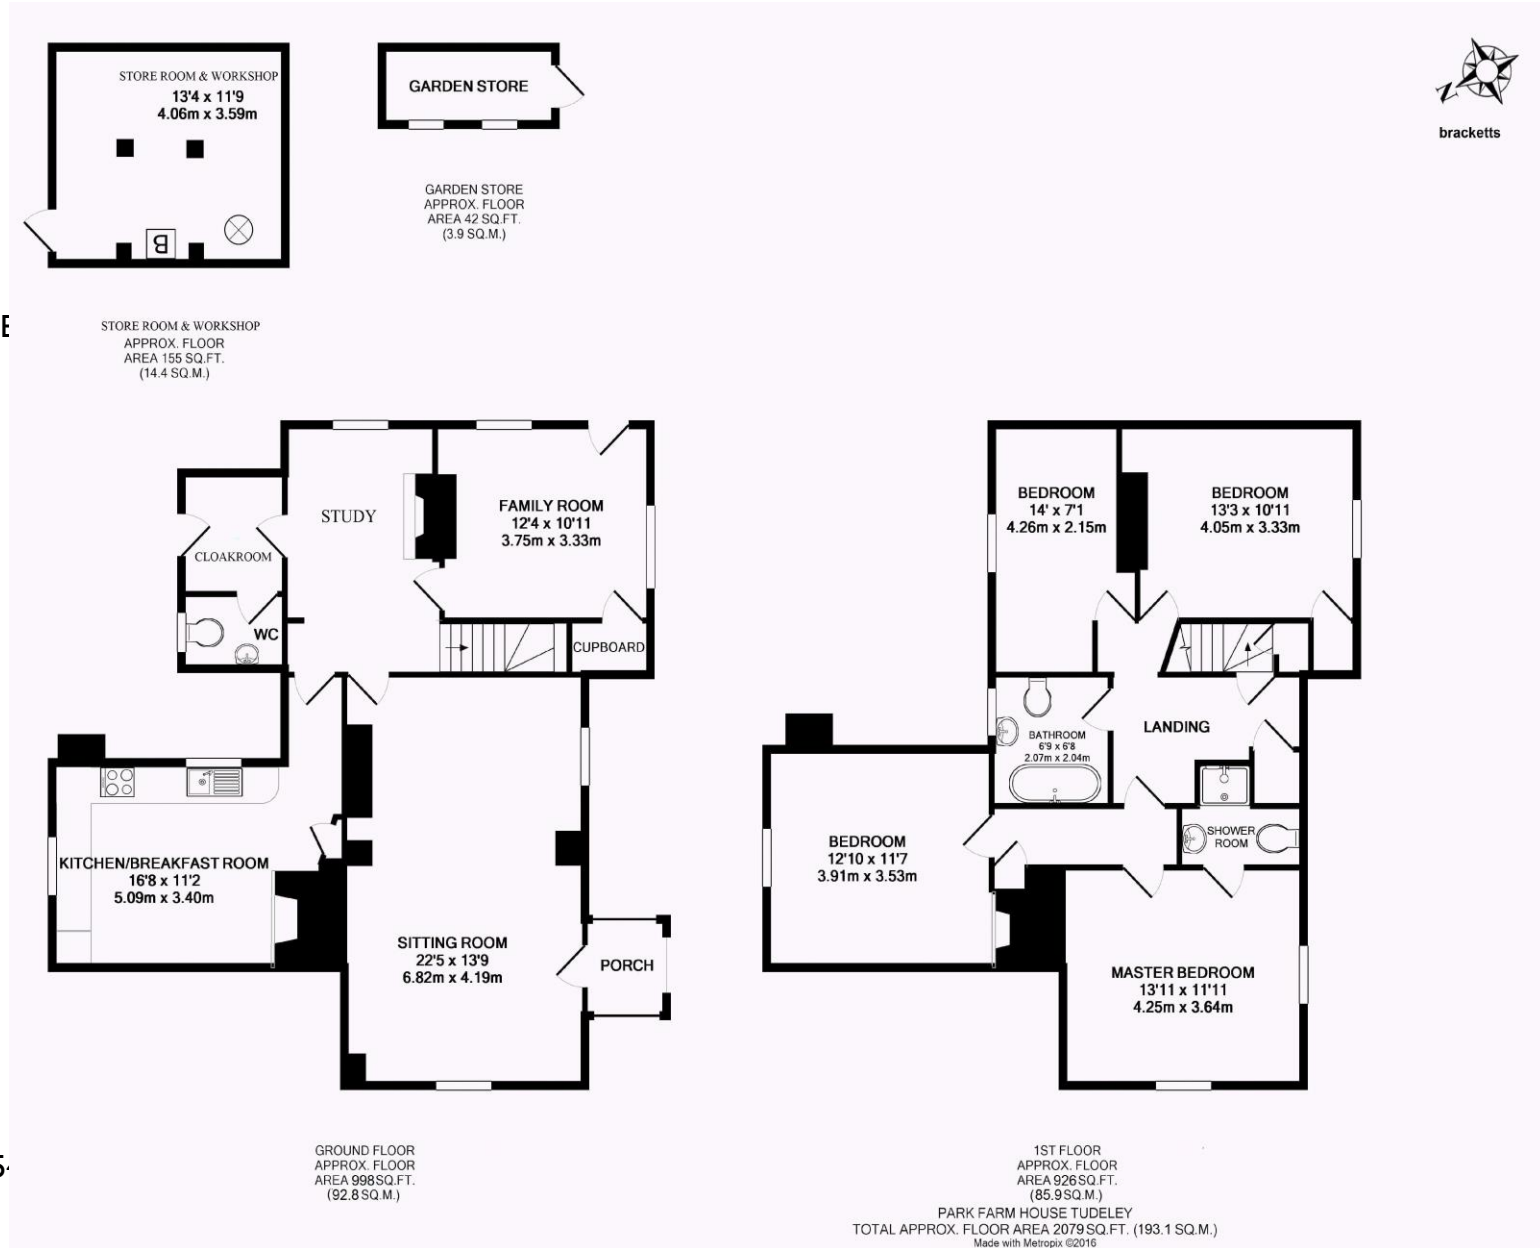 STORE ROOM & WORKSHOP
13'4 x 11'9
4.06m x 3.59m
B
STORE ROOM & WORKSHOP
APPROX. FLOOR
AREA 155 SQ.FT.
(14.4 SQ.M.)
GARDEN STORE
GARDEN STORE
APPROX. FLOOR
AREA 42 SQ.FT.
(3.9 SQ.M.)
N
bracketts
STUDY
FAMILY ROOM
12'4 x 10'11
3.75m x 3.33m
CLOAKROOM
WC
CUPBOARD
KITCHEN/BREAKFAST ROOM
16'8 x 11'2
5.09m x 3.40m
SITTING ROOM
22'5 x 13'9
6.82m x 4.19m
PORCH
GROUND FLOOR
APPROX. FLOOR
AREA 998SQ.FT.
(92.8 SQ.M.)
BEDROOM
14' x 7'1
4.26m x 2.15m
BEDROOM
13'3 x 10'11
4.05m x 3.33m
BATHROOM
6'9 x 6'8
2.07m x 2.04m
LANDING
SHOWER
ROOM
BEDROOM
12'10 x 11'7
3.91m x 3.53m
MASTER BEDROOM
13'11 x 11'11
4.25m x 3.64m
1ST FLOOR
APPROX. FLOOR
AREA 926SQ.FT.
(85.9SQ.M.)
PARK FARM HOUSE TUDELEY
TOTAL APPROX. FLOOR AREA 2079SQ.FT. (193.1 SQ.M.)
Made with Metropix ©2016